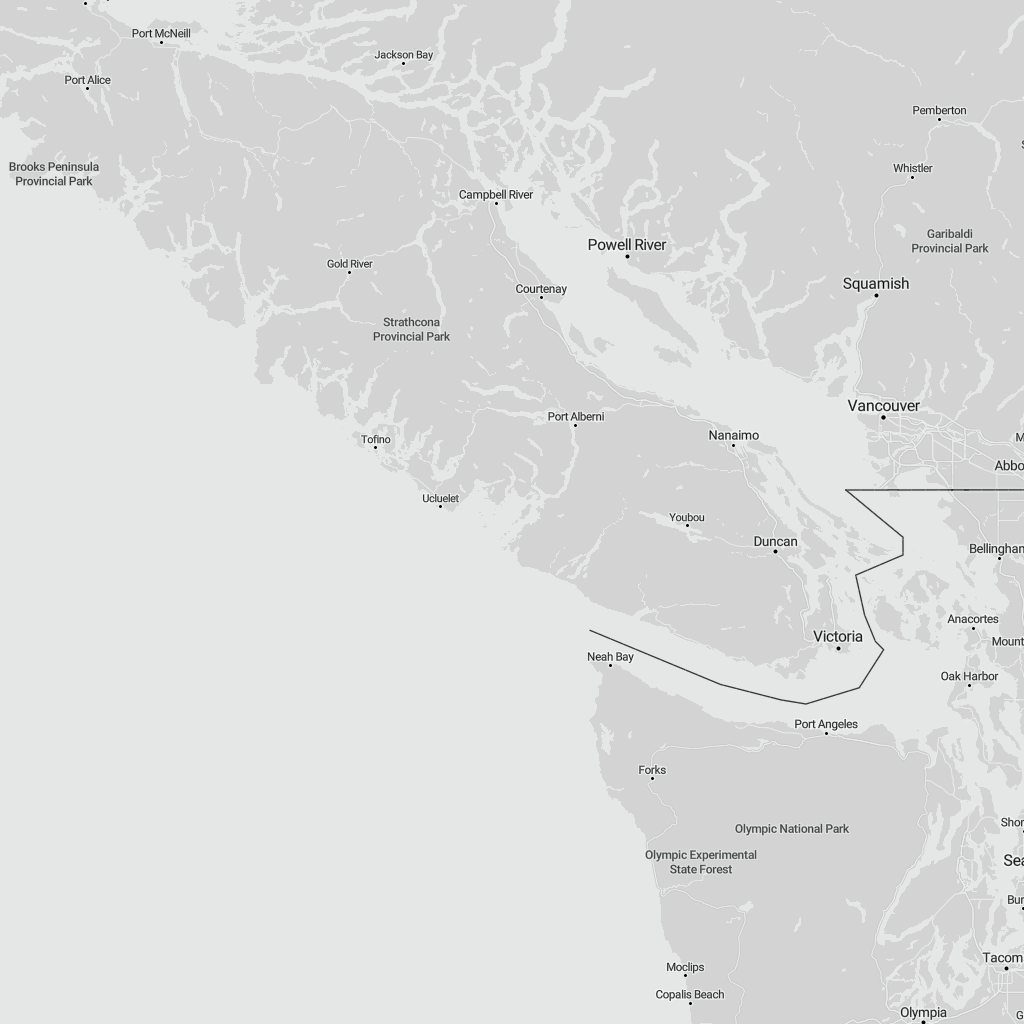 Port McNeill
Jackson Bay
Port Alice
Pemberton
Brooks Peninsula
Provincial Park
Whistler
Campbell River
Garibaldi
Provincial Park
Powell River
Gold River
Squamish
Courtenay
Strathcona
Provincial Park
Vancouver
Port Alberni
Nanaimo
Tofino
Abbo
Ucluelet
Youbou
Duncan
Bellingham
Anacortes
Victoria
Mount
Neah Bay
Oak Harbor
Port Angeles
Forks
Shor
Olympic National Park
Olympic Experimental
State Forest
Sea
Bur
Tacom
Moclips
Copalis Beach
Olympia